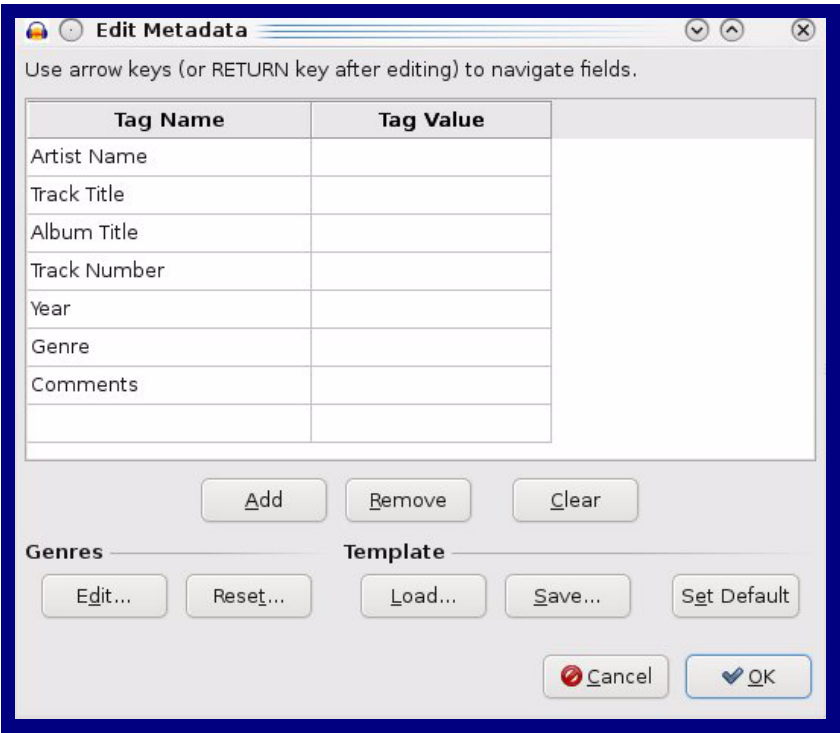 Edit Metadata
Use arrow keys (or RETURN key after editing) to navigate fields.
Tag Name Tag Value
Artist Name
Track Title
Album Title
Track Number
Year
Genre
Comments
Add Remove Clear
Genres Template
Edit... Reset... Load... Save... Set Default
Cancel OK